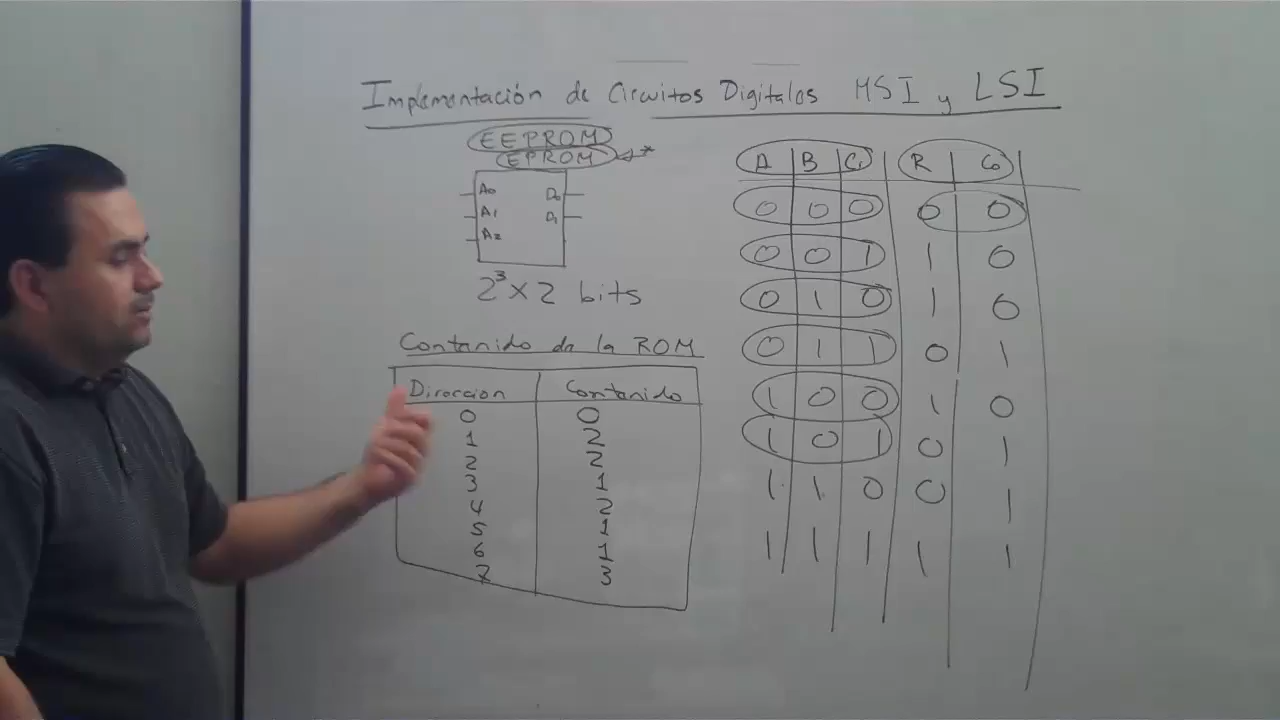 Implementación de Circuitos Digitales MSI y LSI
EEPROM
EPROM *
A0 D0
A1 D1
A2
2³ x 2 bits
Contenido de la ROM
Dirección Contenido
0 0
1 2
2 2
3 1
4 2
5 1
6 1
7 3
A B Ci R Co
0 0 0 0 0
0 0 1 1 0
0 1 0 1 0
0 1 1 0 1
1 0 0 1 0
1 0 1 0 1
1 1 0 0 1
1 1 1 1 1